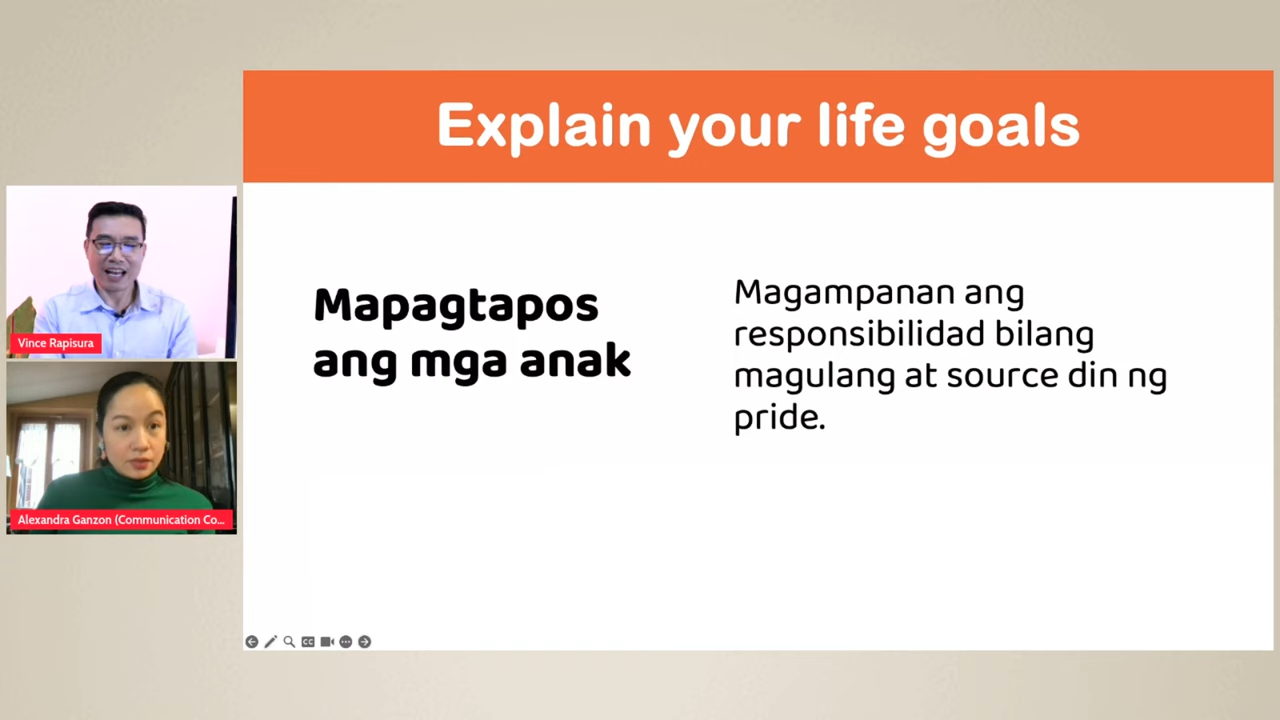 Explain your life goals
Mapagtapos
ang mga anak
Magampanan ang
responsibilidad bilang
magulang at source din ng
pride.
Vince Rapisura
Alexandra Ganzon (Communication Co...
CC